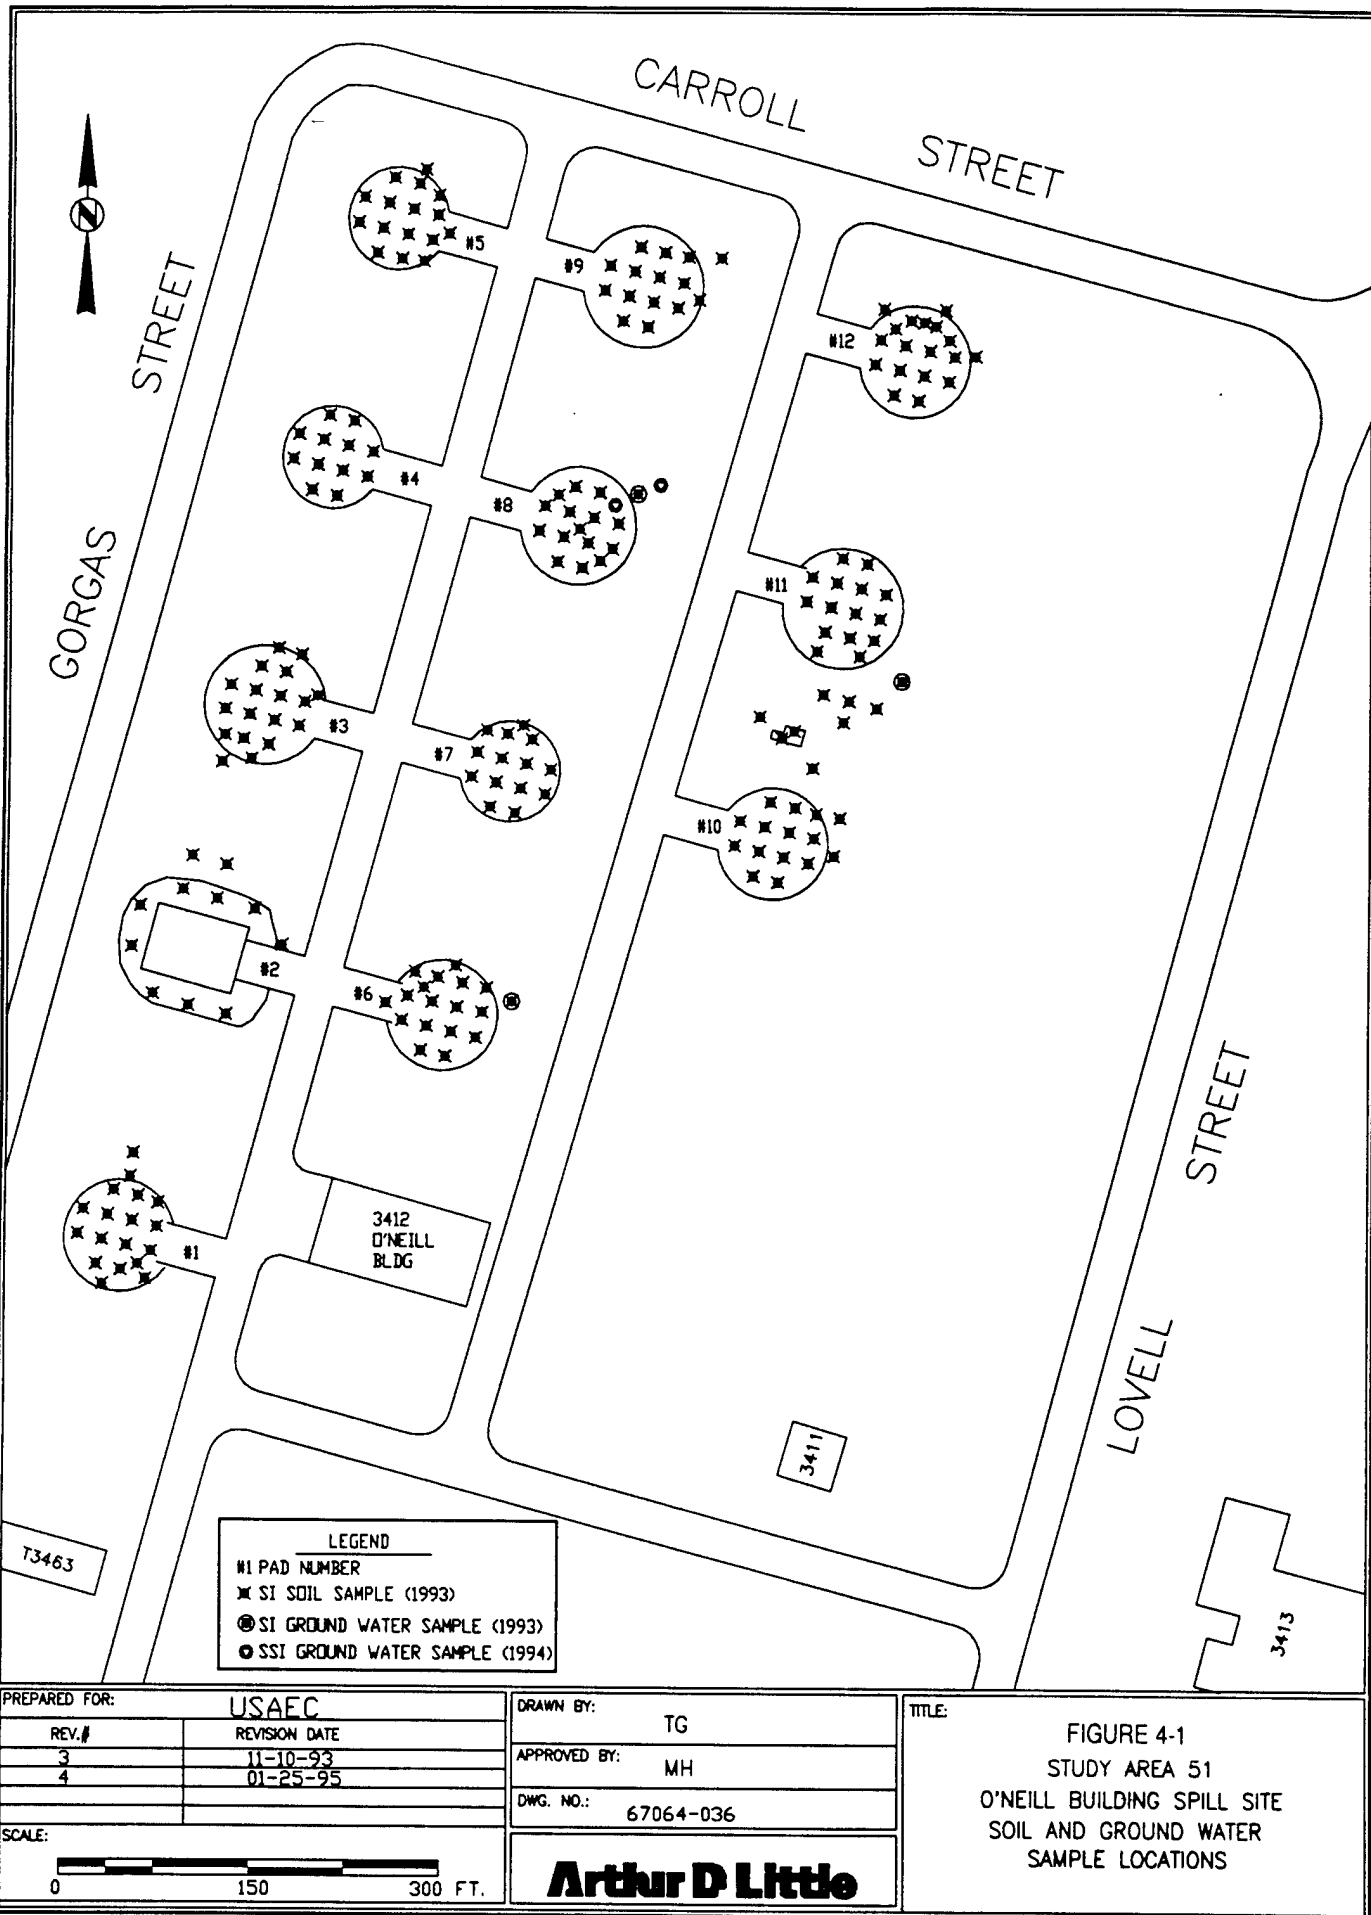 CARROLL STREET
GORGAS STREET
N
#5
#9
#12
#4
#8
#11
#3
#7
#10
#2
#6
#1
3412
O'NEILL
BLDG
LOVELL STREET
3411
3413
T3463
LEGEND
#1 PAD NUMBER
SI SOIL SAMPLE (1993)
SI GROUND WATER SAMPLE (1993)
SSI GROUND WATER SAMPLE (1994)
PREPARED FOR: USAEC
REV.# REVISION DATE
3 11-10-93
4 01-25-95
SCALE:
0 150 300 FT.
DRAWN BY: TG
APPROVED BY: MH
DWG. NO.: 67064-036
Arthur D Little
TITLE:
FIGURE 4-1
STUDY AREA 51
O'NEILL BUILDING SPILL SITE
SOIL AND GROUND WATER
SAMPLE LOCATIONS